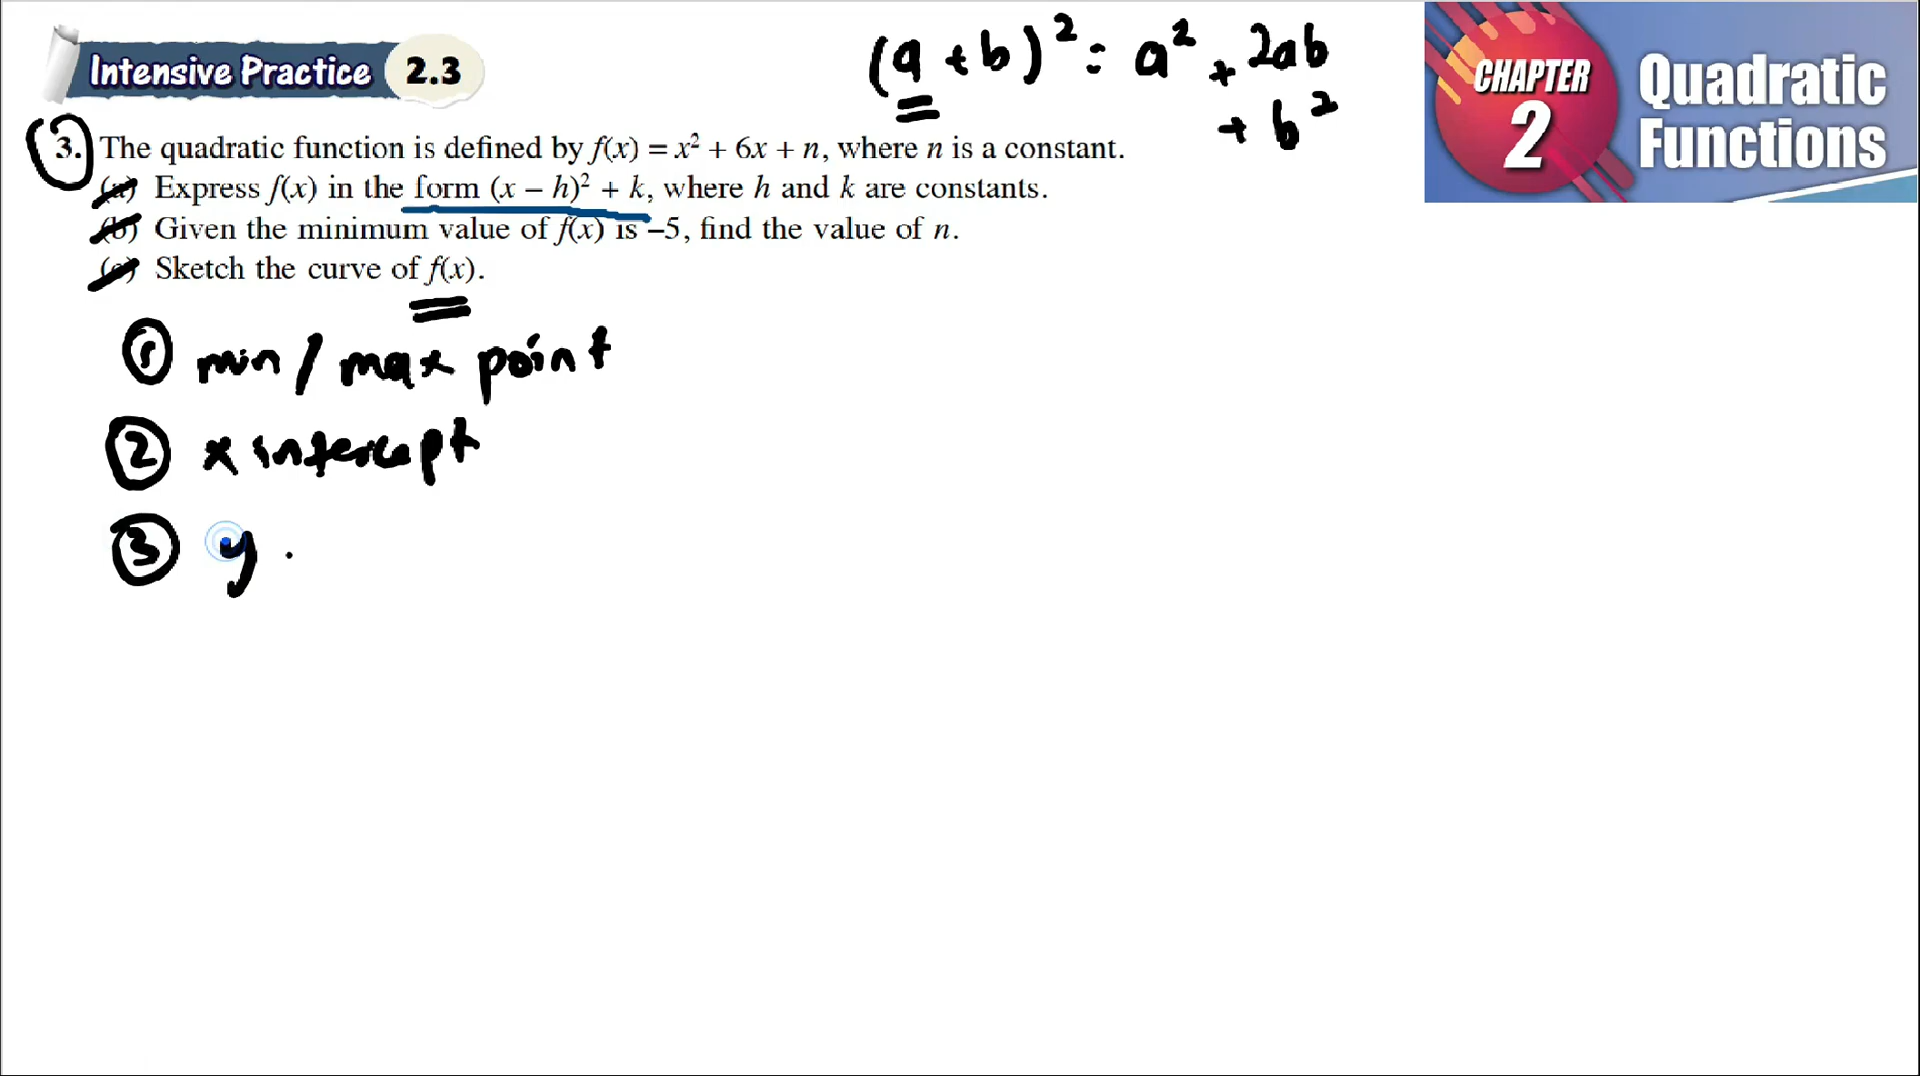 Intensive Practice 2.3
(a + b)² = a² + 2ab
+ b²
CHAPTER 2
Quadratic Functions
3. The quadratic function is defined by f(x) = x² + 6x + n, where n is a constant.
(a) Express f(x) in the form (x – h)² + k, where h and k are constants.
(b) Given the minimum value of f(x) is –5, find the value of n.
(c) Sketch the curve of f(x).
① min / max point
② x intercept
③ y